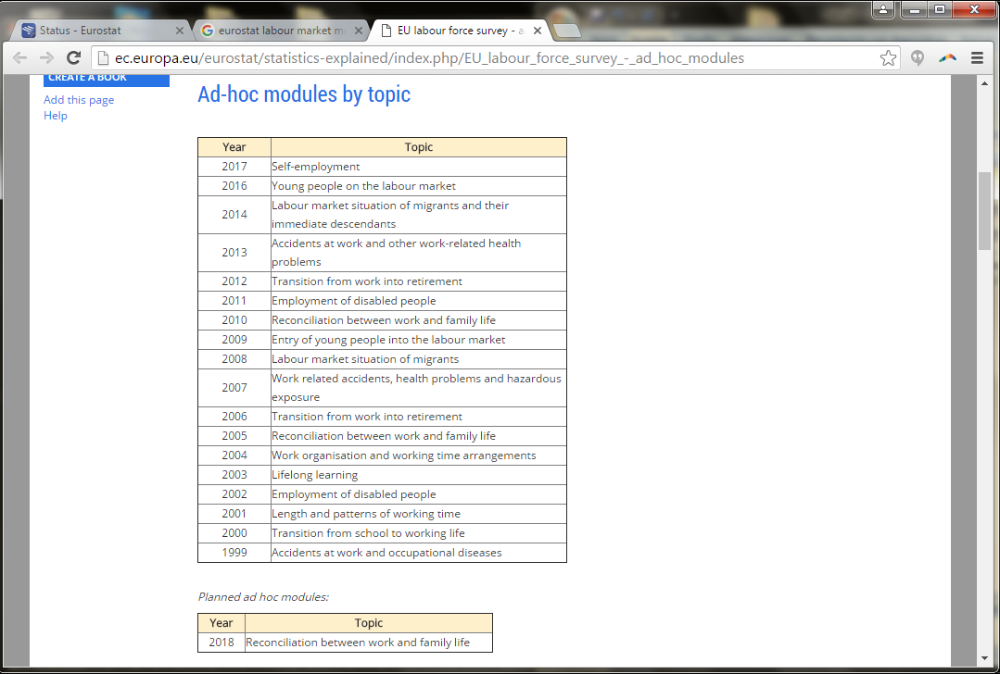 Status - Eurostat
eurostat labour market m
EU labour force survey - a
ec.europa.eu/eurostat/statistics-explained/index.php/EU_labour_force_survey_-_ad_hoc_modules
CREATE A BOOK
Add this page
Help
Ad-hoc modules by topic
Year Topic
2017 Self-employment
2016 Young people on the labour market
2014 Labour market situation of migrants and their
immediate descendants
2013 Accidents at work and other work-related health
problems
2012 Transition from work into retirement
2011 Employment of disabled people
2010 Reconciliation between work and family life
2009 Entry of young people into the labour market
2008 Labour market situation of migrants
2007 Work related accidents, health problems and hazardous
exposure
2006 Transition from work into retirement
2005 Reconciliation between work and family life
2004 Work organisation and working time arrangements
2003 Lifelong learning
2002 Employment of disabled people
2001 Length and patterns of working time
2000 Transition from school to working life
1999 Accidents at work and occupational diseases
Planned ad hoc modules:
Year Topic
2018 Reconciliation between work and family life